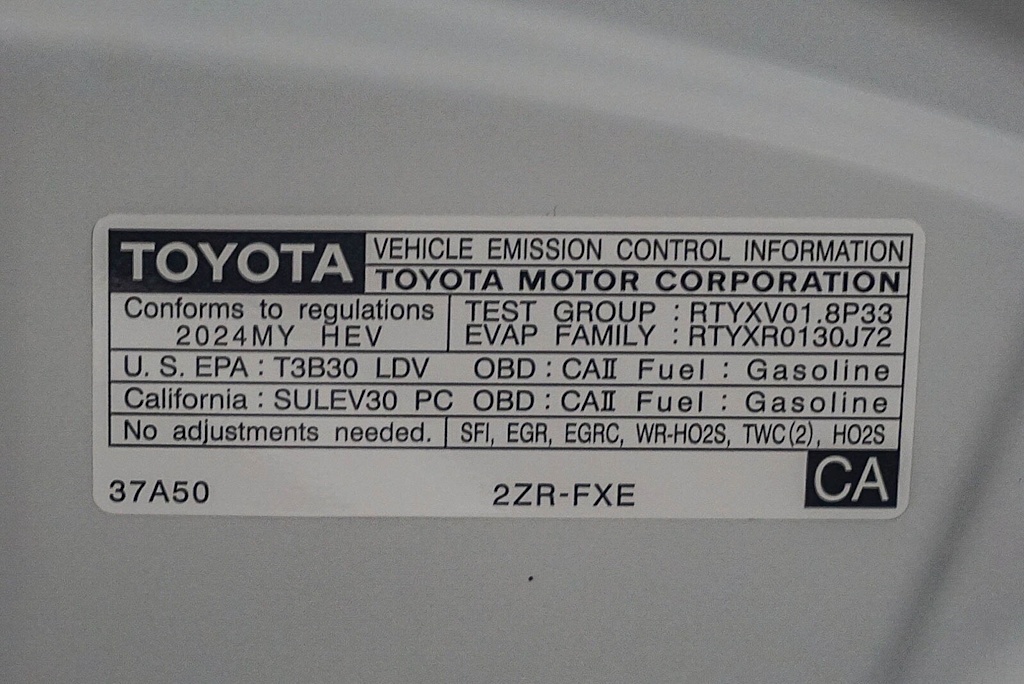 TOYOTA VEHICLE EMISSION CONTROL INFORMATION
TOYOTA MOTOR CORPORATION
Conforms to regulations
2024MY HEV
TEST GROUP : RTYXV01.8P33
EVAP FAMILY : RTYXR0130J72
U. S. EPA : T3B30 LDV OBD : CAII Fuel : Gasoline
California : SULEV30 PC OBD : CAII Fuel : Gasoline
No adjustments needed. SFI, EGR, EGRC, WR-HO2S, TWC(2), HO2S
37A50 2ZR-FXE CA